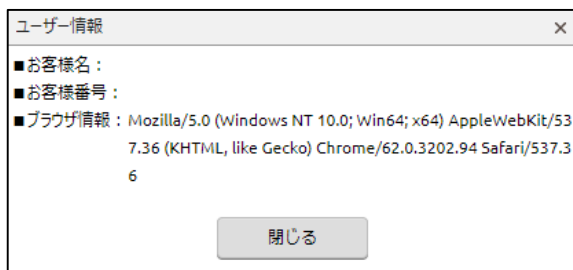 ユーザー情報 ×
■お客様名：
■お客様番号：
■ブラウザ情報：Mozilla/5.0 (Windows NT 10.0; Win64; x64) AppleWebKit/53
7.36 (KHTML, like Gecko) Chrome/62.0.3202.94 Safari/537.3
6
閉じる